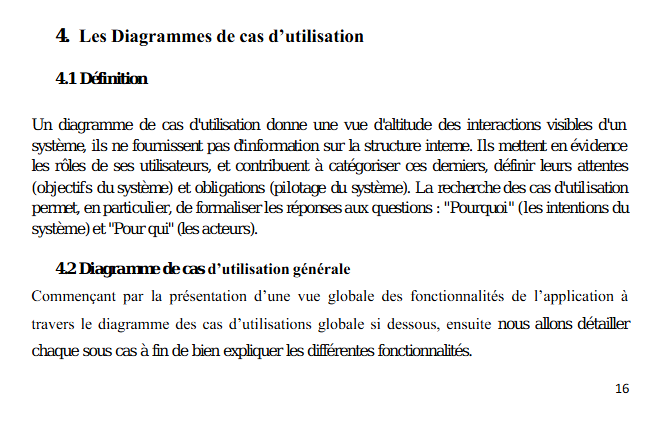 4. Les Diagrammes de cas d'utilisation
4.1 Définition
Un diagramme de cas d'utilisation donne une vue d'altitude des interactions visibles d'un
système, ils ne fournissent pas d'information sur la structure interne. Ils mettent en évidence
les rôles de ses utilisateurs, et contribuent à catégoriser ces derniers, définir leurs attentes
(objectifs du système) et obligations (pilotage du système). La recherche des cas d'utilisation
permet, en particulier, de formaliser les réponses aux questions : "Pourquoi" (les intentions du
système) et "Pour qui" (les acteurs).
4.2 Diagramme de cas d'utilisation générale
Commençant par la présentation d'une vue globale des fonctionnalités de l'application à
travers le diagramme des cas d'utilisations globale si dessous, ensuite nous allons détailler
chaque sous cas à fin de bien expliquer les différentes fonctionnalités.
16